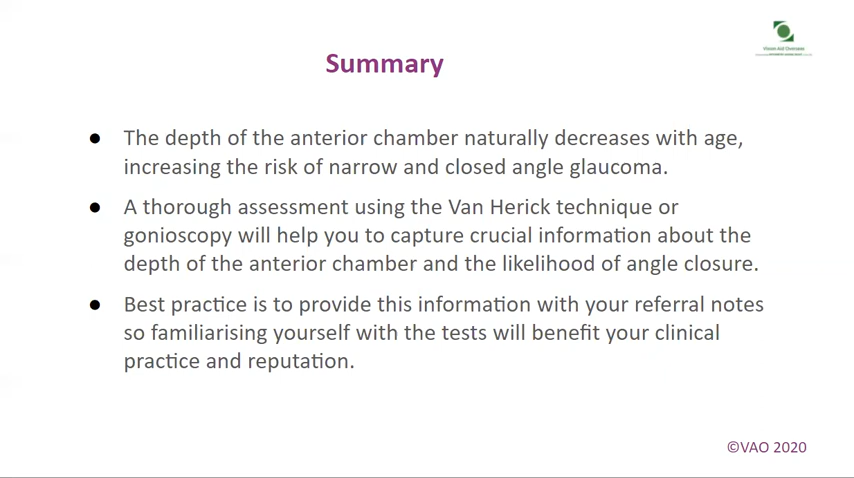 Vision Aid Overseas
Summary
● The depth of the anterior chamber naturally decreases with age,
increasing the risk of narrow and closed angle glaucoma.
● A thorough assessment using the Van Herick technique or
gonioscopy will help you to capture crucial information about the
depth of the anterior chamber and the likelihood of angle closure.
● Best practice is to provide this information with your referral notes
so familiarising yourself with the tests will benefit your clinical
practice and reputation.
©VAO 2020